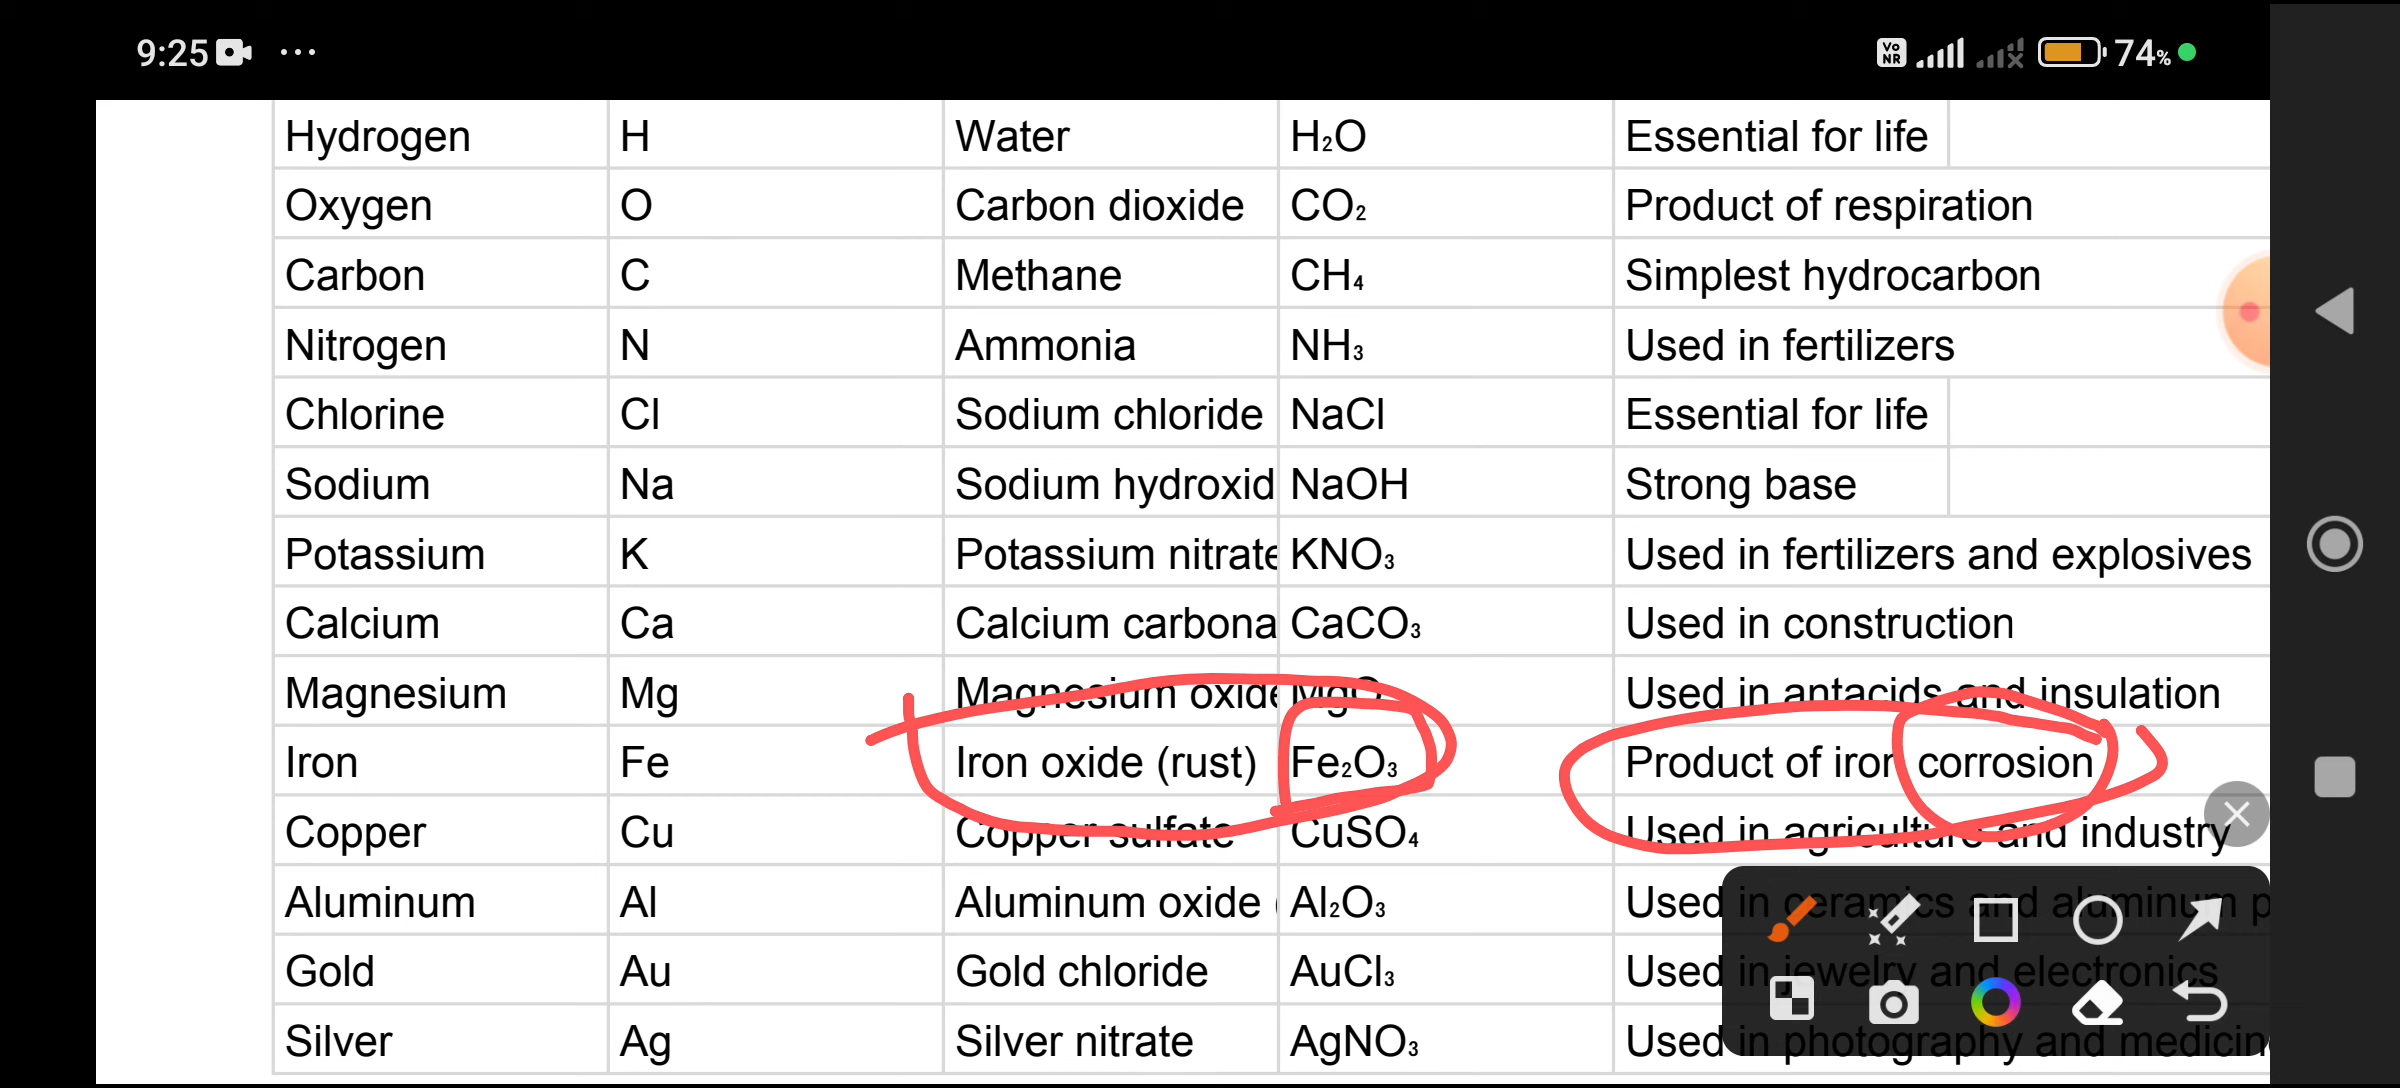 9:25 ... Vo NR 74%
Hydrogen H Water H₂O Essential for life
Oxygen O Carbon dioxide CO₂ Product of respiration
Carbon C Methane CH₄ Simplest hydrocarbon
Nitrogen N Ammonia NH₃ Used in fertilizers
Chlorine Cl Sodium chloride NaCl Essential for life
Sodium Na Sodium hydroxid NaOH Strong base
Potassium K Potassium nitrate KNO₃ Used in fertilizers and explosives
Calcium Ca Calcium carbona CaCO₃ Used in construction
Magnesium Mg Magnesium oxide MgO Used in antacids and insulation
Iron Fe Iron oxide (rust) Fe₂O₃ Product of iron corrosion
Copper Cu Copper sulfate CuSO₄ Used in agriculture and industry
Aluminum Al Aluminum oxide ( Al₂O₃ Used in ceramics and aluminum p
Gold Au Gold chloride AuCl₃ Used in jewelry and electronics
Silver Ag Silver nitrate AgNO₃ Used in photography and medicin